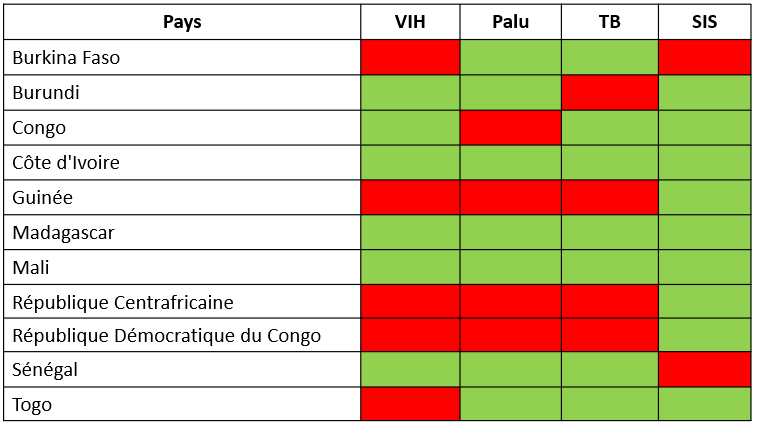 Pays VIH Palu TB SIS
Burkina Faso
Burundi
Congo
Côte d'Ivoire
Guinée
Madagascar
Mali
République Centrafricaine
République Démocratique du Congo
Sénégal
Togo